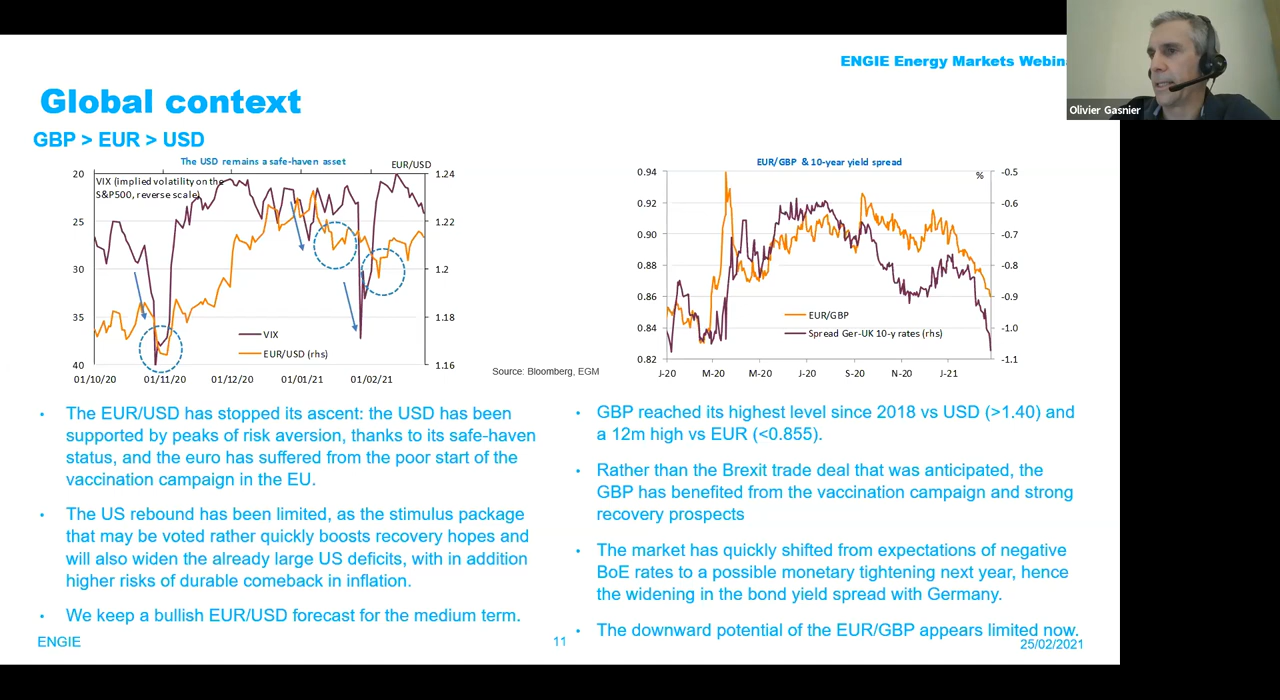 ENGIE Energy Markets Webina
Olivier Gasnier
Global context
GBP > EUR > USD
The USD remains a safe-haven asset
EUR/USD
VIX (implied volatility on the
S&P500, reverse scale)
20
25
30
35
40
1.24
1.22
1.2
1.18
1.16
VIX
EUR/USD (rhs)
01/10/20
01/11/20
01/12/20
01/01/21
01/02/21
Source: Bloomberg, EGM
EUR/GBP & 10-year yield spread
%
0.94
0.92
0.90
0.88
0.86
0.84
0.82
-0.5
-0.6
-0.7
-0.8
-0.9
-1.0
-1.1
EUR/GBP
Spread Ger-UK 10-y rates (rhs)
J-20
M-20
M-20
J-20
S-20
N-20
J-21
• The EUR/USD has stopped its ascent: the USD has been
supported by peaks of risk aversion, thanks to its safe-haven
status, and the euro has suffered from the poor start of the
vaccination campaign in the EU.
• The US rebound has been limited, as the stimulus package
that may be voted rather quickly boosts recovery hopes and
will also widen the already large US deficits, with in addition
higher risks of durable comeback in inflation.
• We keep a bullish EUR/USD forecast for the medium term.
• GBP reached its highest level since 2018 vs USD (>1.40) and
a 12m high vs EUR (<0.855).
• Rather than the Brexit trade deal that was anticipated, the
GBP has benefited from the vaccination campaign and strong
recovery prospects
• The market has quickly shifted from expectations of negative
BoE rates to a possible monetary tightening next year, hence
the widening in the bond yield spread with Germany.
• The downward potential of the EUR/GBP appears limited now.
ENGIE
11
25/02/2021